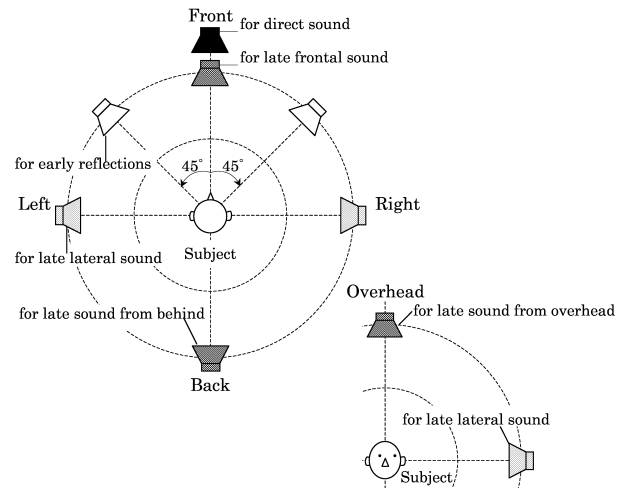 Front
for direct sound
for late frontal sound
for early reflections
45° 45°
Left
Right
Subject
for late lateral sound
for late sound from behind
Back
Overhead
for late sound from overhead
for late lateral sound
Subject